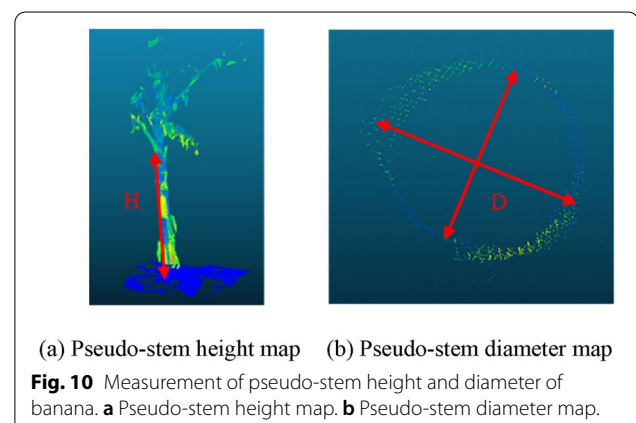 H
D
(a) Pseudo-stem height map (b) Pseudo-stem diameter map
Fig. 10 Measurement of pseudo-stem height and diameter of
banana. a Pseudo-stem height map. b Pseudo-stem diameter map.